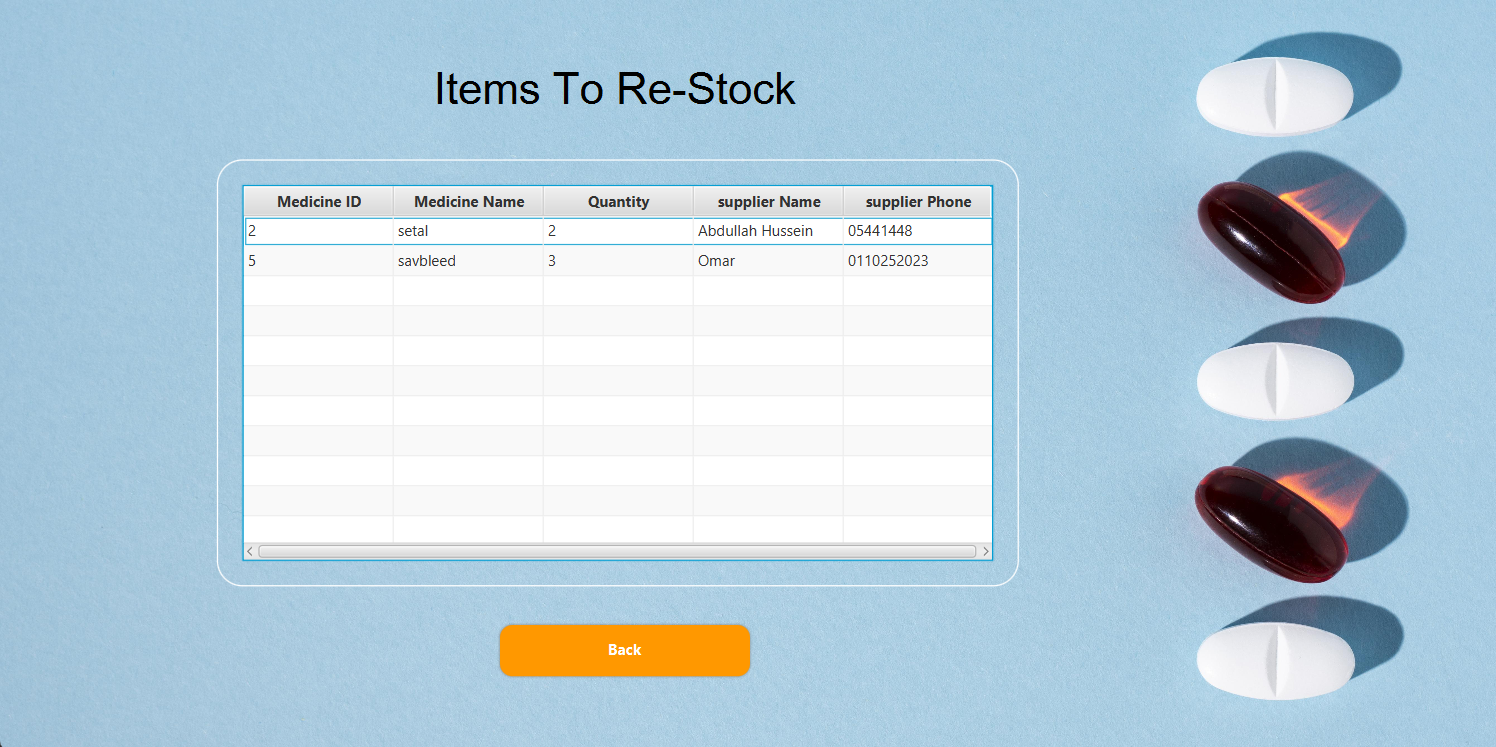 Items To Re-Stock
Medicine ID Medicine Name Quantity supplier Name supplier Phone
2 setal 2 Abdullah Hussein 05441448
5 savbleed 3 Omar 0110252023
Back